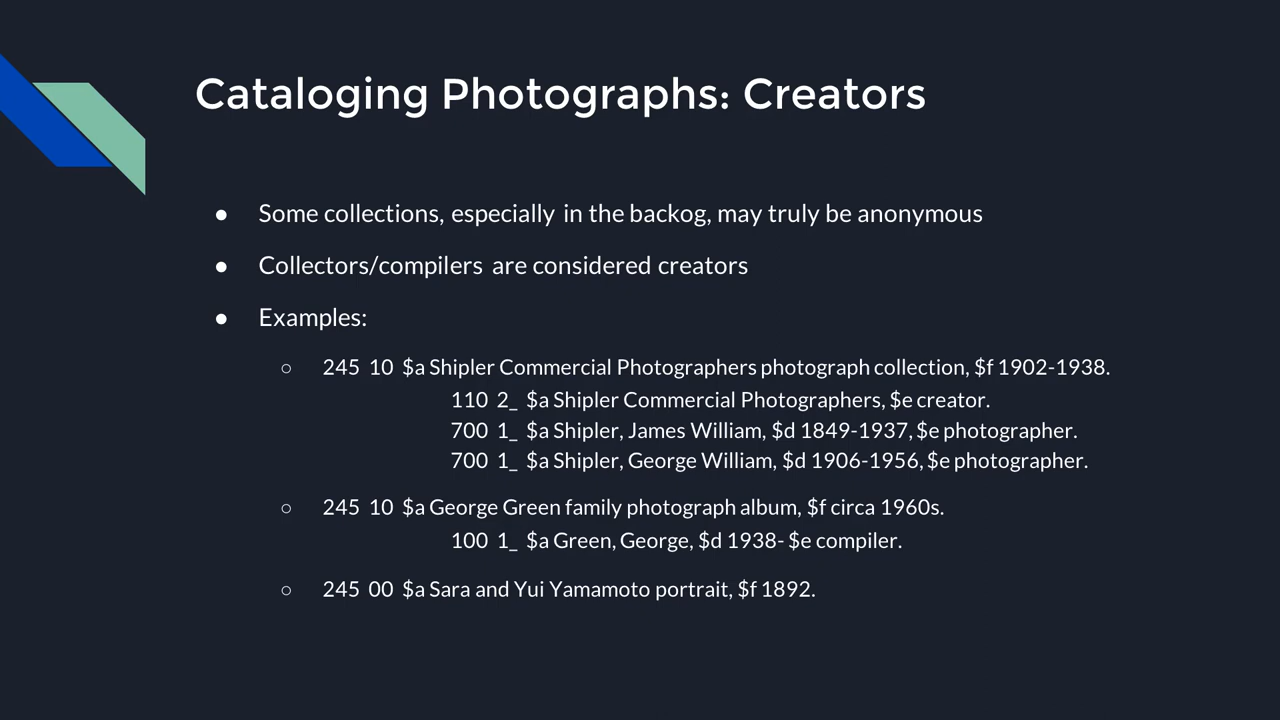 Cataloging Photographs: Creators
● Some collections, especially in the backog, may truly be anonymous
● Collectors/compilers are considered creators
● Examples:
○ 245 10 $a Shipler Commercial Photographers photograph collection, $f 1902-1938.
110 2_ $a Shipler Commercial Photographers, $e creator.
700 1_ $a Shipler, James William, $d 1849-1937, $e photographer.
700 1_ $a Shipler, George William, $d 1906-1956, $e photographer.
○ 245 10 $a George Green family photograph album, $f circa 1960s.
100 1_ $a Green, George, $d 1938- $e compiler.
○ 245 00 $a Sara and Yui Yamamoto portrait, $f 1892.